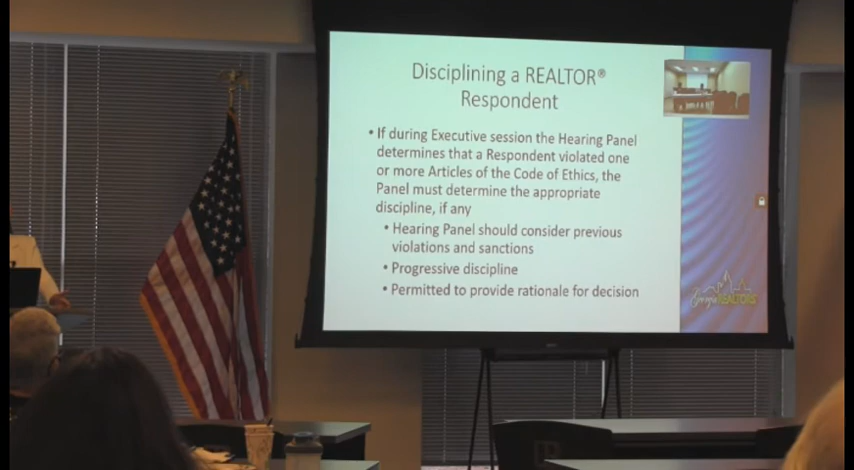 Disciplining a REALTOR®
Respondent
• If during Executive session the Hearing Panel
determines that a Respondent violated one
or more Articles of the Code of Ethics, the
Panel must determine the appropriate
discipline, if any
• Hearing Panel should consider previous
violations and sanctions
• Progressive discipline
• Permitted to provide rationale for decision
Georgia REALTORS